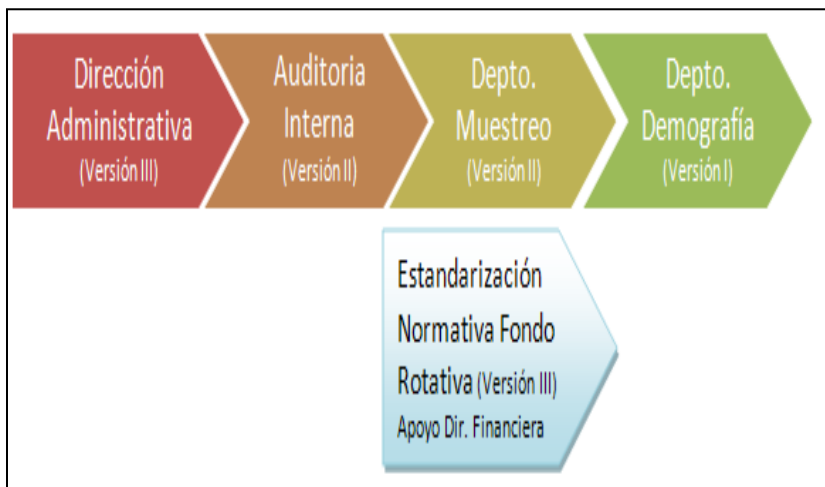 Dirección
Administrativa
(Versión III)
Auditoria
Interna
(Versión II)
Depto.
Muestreo
(Versión II)
Depto.
Demografía
(Versión I)
Estandarización
Normativa Fondo
Rotativa (Versión III)
Apoyo Dir. Financiera